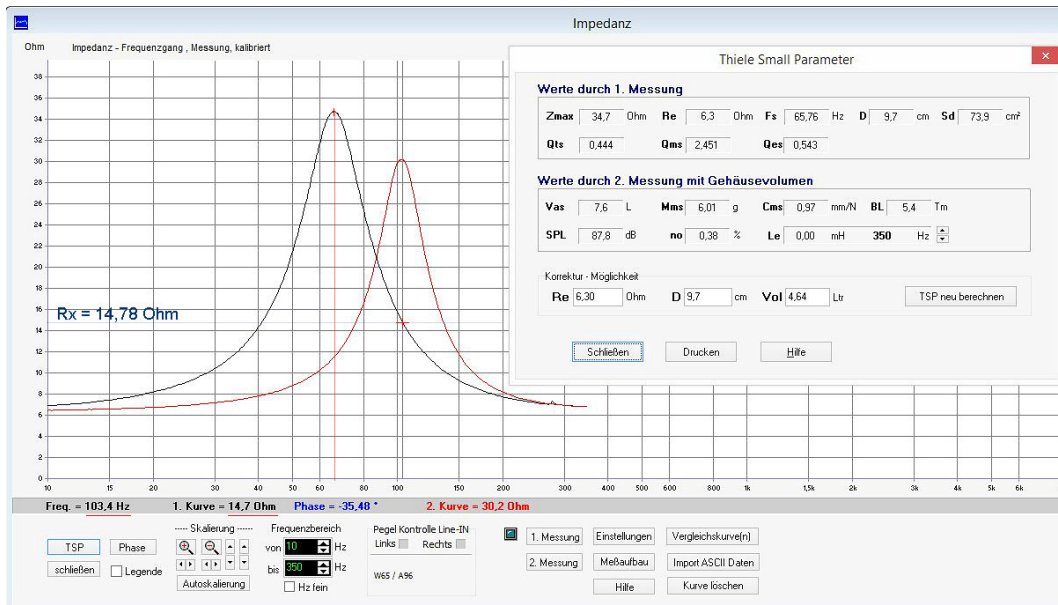 Impedanz
Ohm Impedanz - Frequenzgang , Messung, kalibriert
38
36
34
32
30
28
26
24
22
20
18
16
14
12
10
8
6
4
2
0
Rx = 14,78 Ohm
10 15 20 30 40 50 60 80 100 150 200 300 400 500 600 800 1k 1k5 2k 3k 4k 5k 6k
Thiele Small Parameter
Werte durch 1. Messung
Zmax 34,7 Ohm Re 6,3 Ohm Fs 65,76 Hz D 9,7 cm Sd 73,9 cm²
Qts 0,444 Qms 2,451 Qes 0,543
Werte durch 2. Messung mit Gehäusevolumen
Vas 7,6 L Mms 6,01 g Cms 0,97 mm/N BL 5,4 Tm
SPL 87,8 dB no 0,38 % Le 0,00 mH 350 Hz
Korrektur - Möglichkeit
Re 6,30 Ohm D 9,7 cm Vol 4,64 Ltr TSP neu berechnen
Schließen Drucken Hilfe
Freq. = 103,4 Hz 1. Kurve = 14,7 Ohm Phase = -35,48 ° 2. Kurve = 30,2 Ohm
TSP Phase
schließen Legende
----- Skalierung ------
Autoskalierung
Frequenzbereich
von 10 Hz
bis 350 Hz
Hz fein
Pegel Kontrolle Line-IN
Links Rechts
W65 / A96
1. Messung Einstellungen Vergleichskurve(n)
2. Messung Meßaufbau Import ASCII Daten
Hilfe Kurve löschen